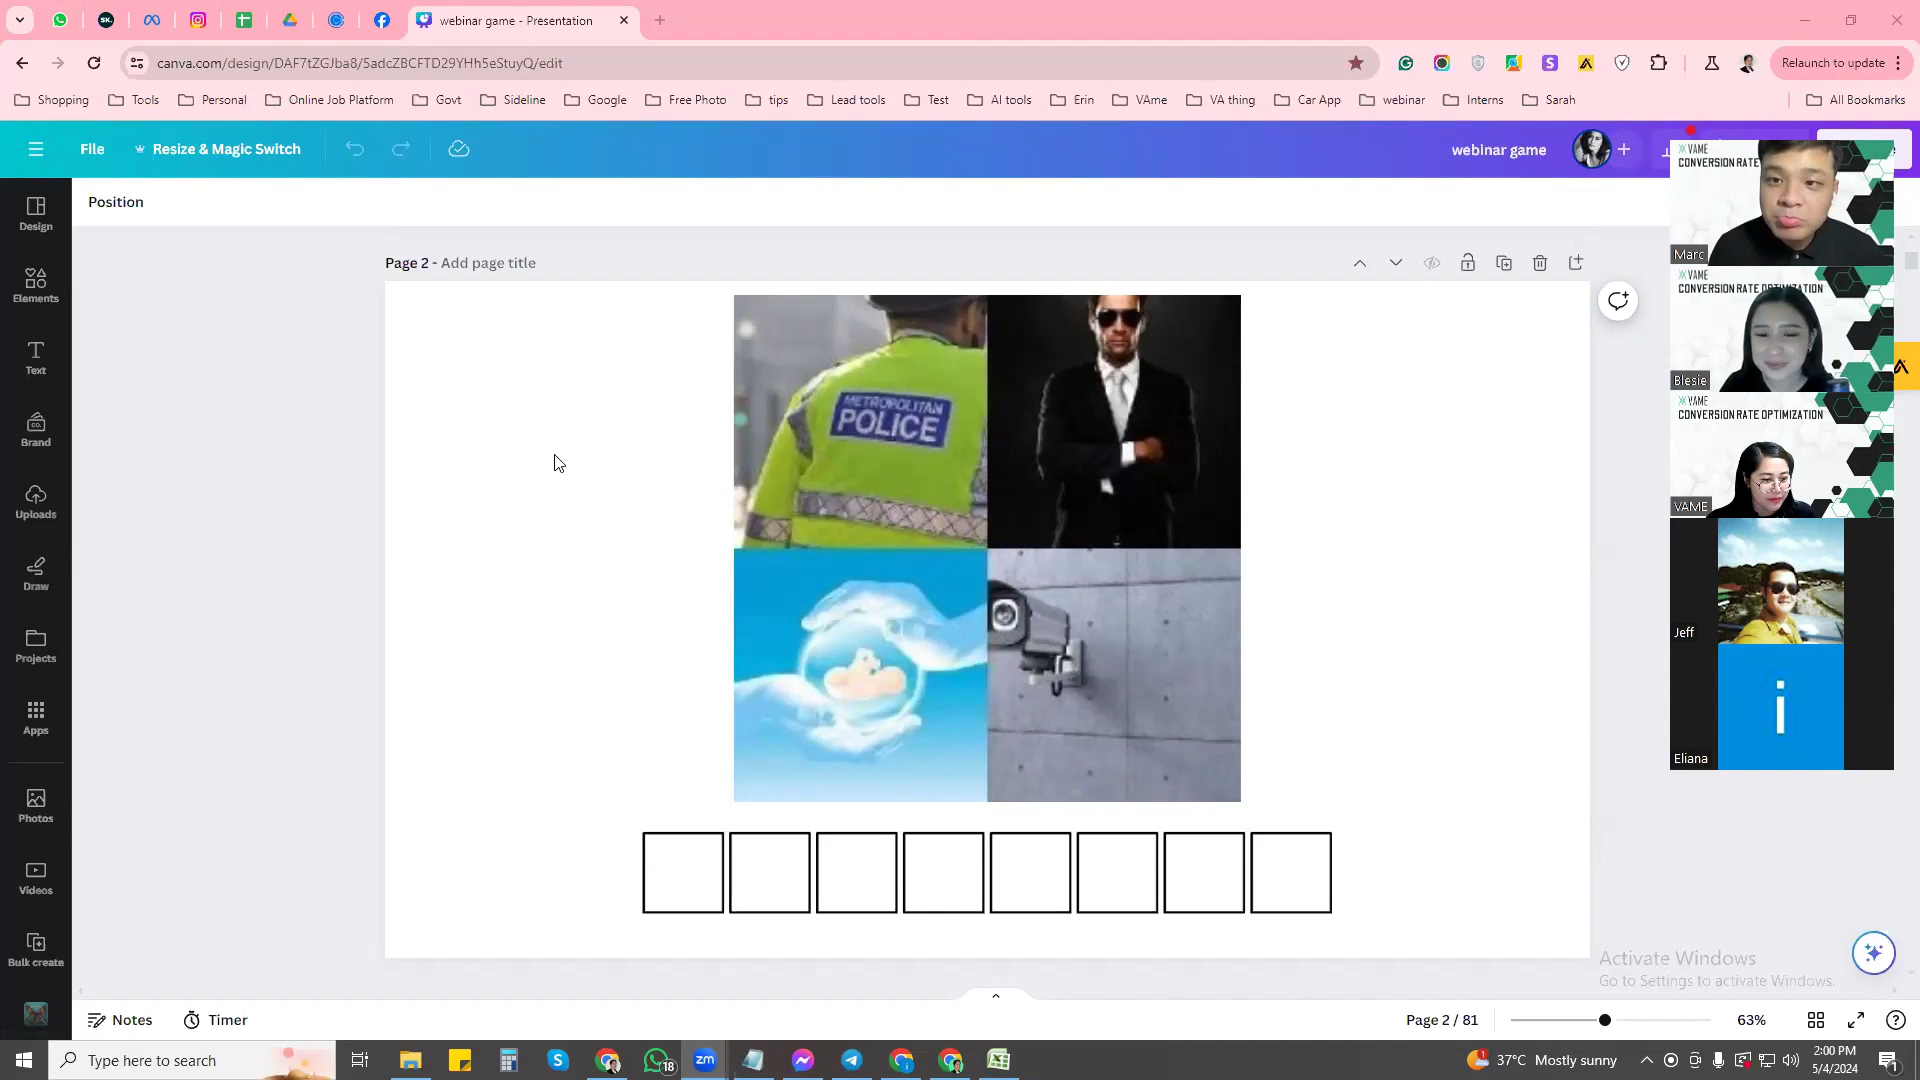 webinar game - Presentation
canva.com/design/DAF7tZGJba8/5adcZBCFTD29YHh5eStuyQ/edit
Relaunch to update
Shopping Tools Personal Online Job Platform Govt Sideline Google Free Photo tips Lead tools Test AI tools Erin VAme VA thing Car App webinar Interns Sarah All Bookmarks
File Resize & Magic Switch webinar game
Position
Design
Elements
Text
Brand
Uploads
Draw
Projects
Apps
Photos
Videos
Bulk create
Page 2 - Add page title
METROPOLITAN
POLICE
VAME
CONVERSION RATE
Marc
VAME
CONVERSION RATE OPTIMIZATION
Blesie
VAME
CONVERSION RATE OPTIMIZATION
VAME
Jeff
i
Eliana
Activate Windows
Go to Settings to activate Windows.
Notes Timer Page 2 / 81 63%
Type here to search
18
zm
37°C Mostly sunny
2:00 PM
5/4/2024
1